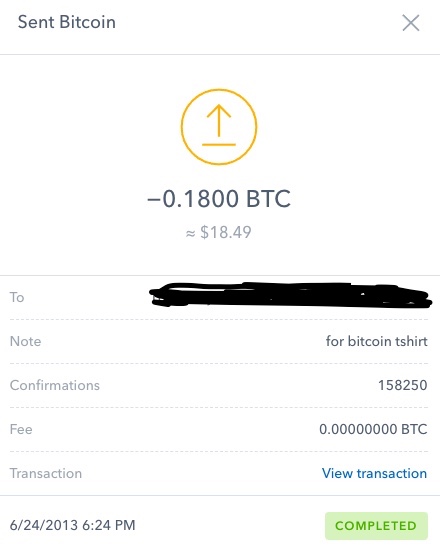 Sent Bitcoin
−0.1800 BTC
≈ $18.49
To
Note for bitcoin tshirt
Confirmations 158250
Fee 0.00000000 BTC
Transaction View transaction
6/24/2013 6:24 PM COMPLETED